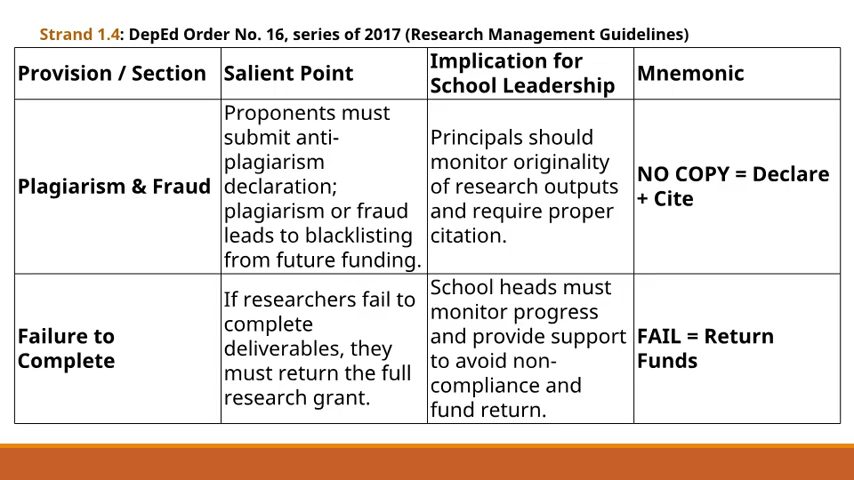 Strand 1.4: DepEd Order No. 16, series of 2017 (Research Management Guidelines)
Provision / Section
Salient Point
Implication for
School Leadership
Mnemonic
Plagiarism & Fraud
Proponents must
submit anti-
plagiarism
declaration;
plagiarism or fraud
leads to blacklisting
from future funding.
Principals should
monitor originality
of research outputs
and require proper
citation.
NO COPY = Declare
+ Cite
Failure to
Complete
If researchers fail to
complete
deliverables, they
must return the full
research grant.
School heads must
monitor progress
and provide support
to avoid non-
compliance and
fund return.
FAIL = Return
Funds